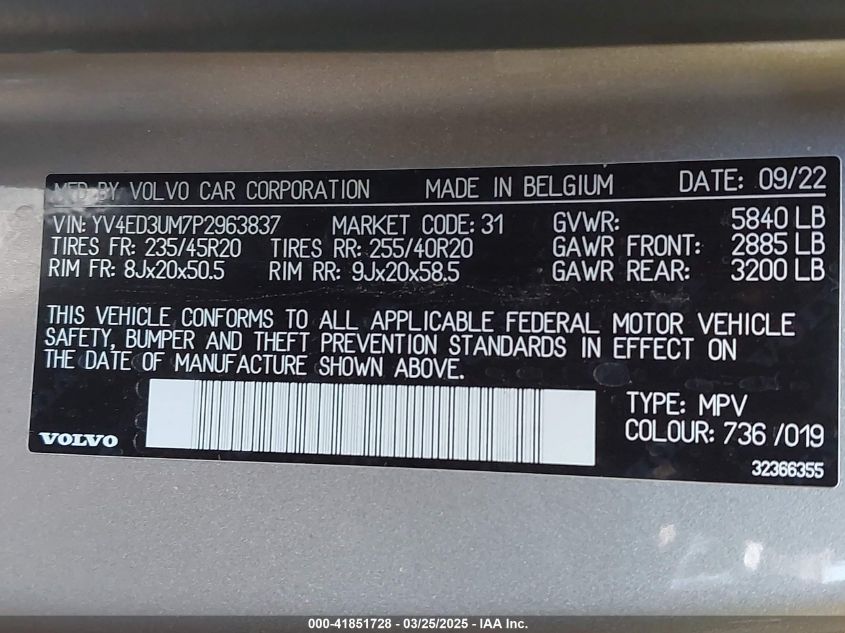 MFD BY VOLVO CAR CORPORATION MADE IN BELGIUM DATE: 09/22
VIN: YV4ED3UM7P2963837 MARKET CODE: 31 GVWR: 5840 LB
TIRES FR: 235/45R20 TIRES RR: 255/40R20 GAWR FRONT: 2885 LB
RIM FR: 8Jx20x50.5 RIM RR: 9Jx20x58.5 GAWR REAR: 3200 LB
THIS VEHICLE CONFORMS TO ALL APPLICABLE FEDERAL MOTOR VEHICLE
SAFETY, BUMPER AND THEFT PREVENTION STANDARDS IN EFFECT ON
THE DATE OF MANUFACTURE SHOWN ABOVE.
TYPE: MPV
COLOUR: 736 /019
VOLVO
32366355
000-41851728 - 03/25/2025 - IAA Inc.